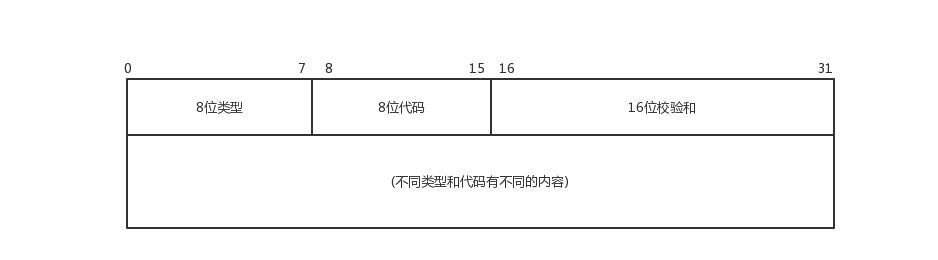 0 7 8 15 16 31
8位类型 8位代码 16位校验和
(不同类型和代码有不同的内容)